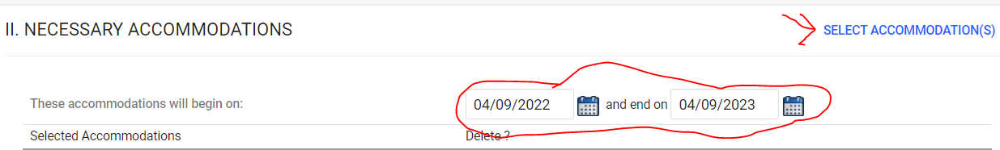 II. NECESSARY ACCOMMODATIONS SELECT ACCOMMODATION(S)
These accommodations will begin on: 04/09/2022 and end on 04/09/2023
Selected Accommodations Delete ?